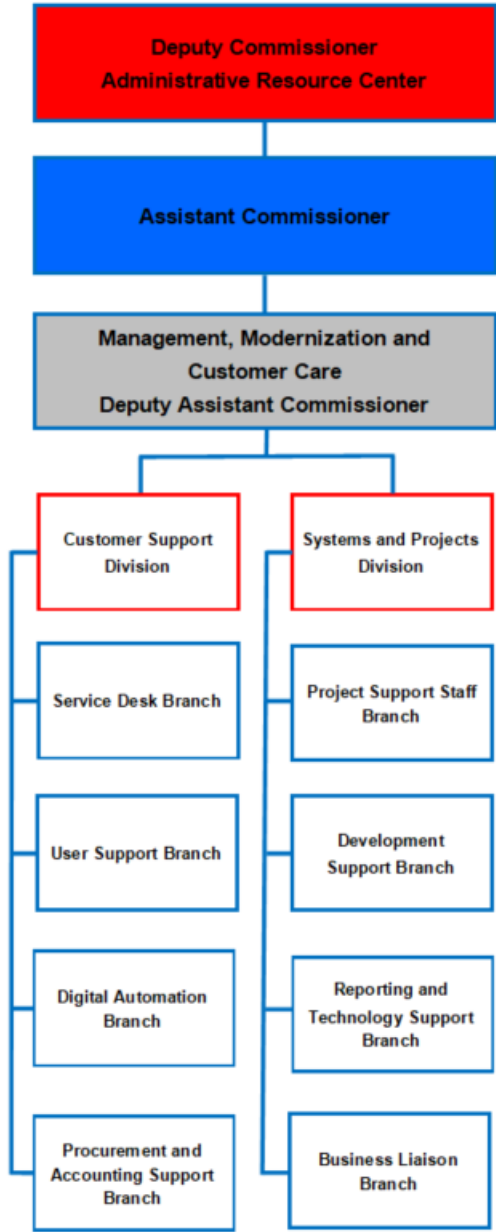 Deputy Commissioner
Administrative Resource Center
Assistant Commissioner
Management, Modernization and
Customer Care
Deputy Assistant Commissioner
Customer Support
Division
Service Desk Branch
User Support Branch
Digital Automation
Branch
Procurement and
Accounting Support
Branch
Systems and Projects
Division
Project Support Staff
Branch
Development
Support Branch
Reporting and
Technology Support
Branch
Business Liaison
Branch